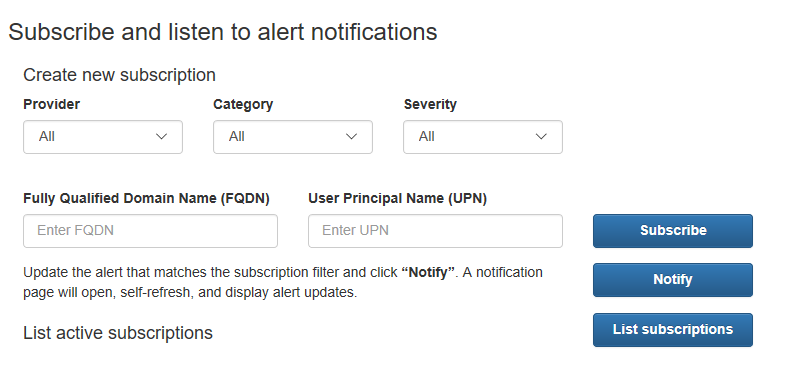 Subscribe and listen to alert notifications
Create new subscription
Provider Category Severity
All All All
Fully Qualified Domain Name (FQDN) User Principal Name (UPN)
Enter FQDN Enter UPN Subscribe
Update the alert that matches the subscription filter and click “Notify”. A notification
page will open, self-refresh, and display alert updates.
Notify
List active subscriptions List subscriptions